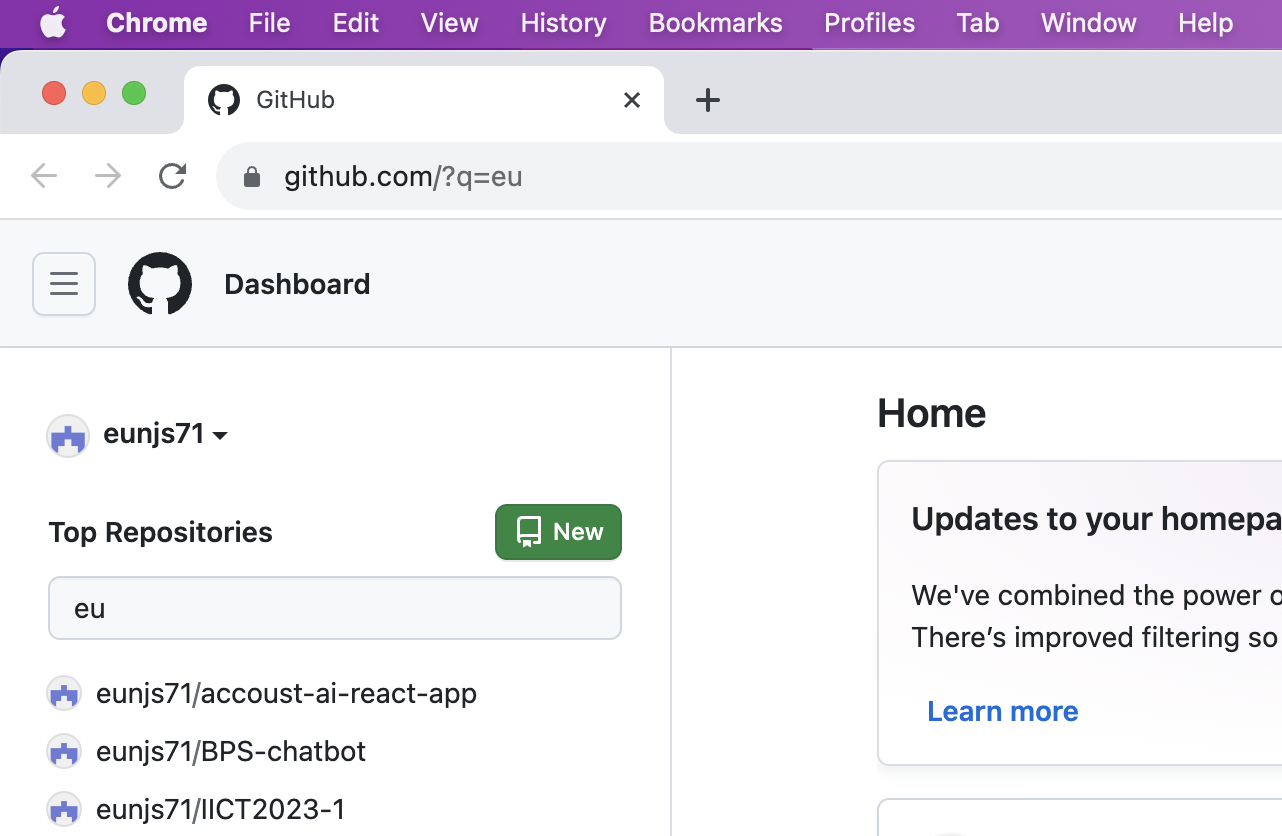 Chrome File Edit View History Bookmarks Profiles Tab Window Help
GitHub
github.com/?q=eu
Dashboard
eunjs71
Top Repositories
New
eu
eunjs71/accoust-ai-react-app
eunjs71/BPS-chatbot
eunjs71/IICT2023-1
Home
Updates to your homepa
We've combined the power o
There’s improved filtering so
Learn more